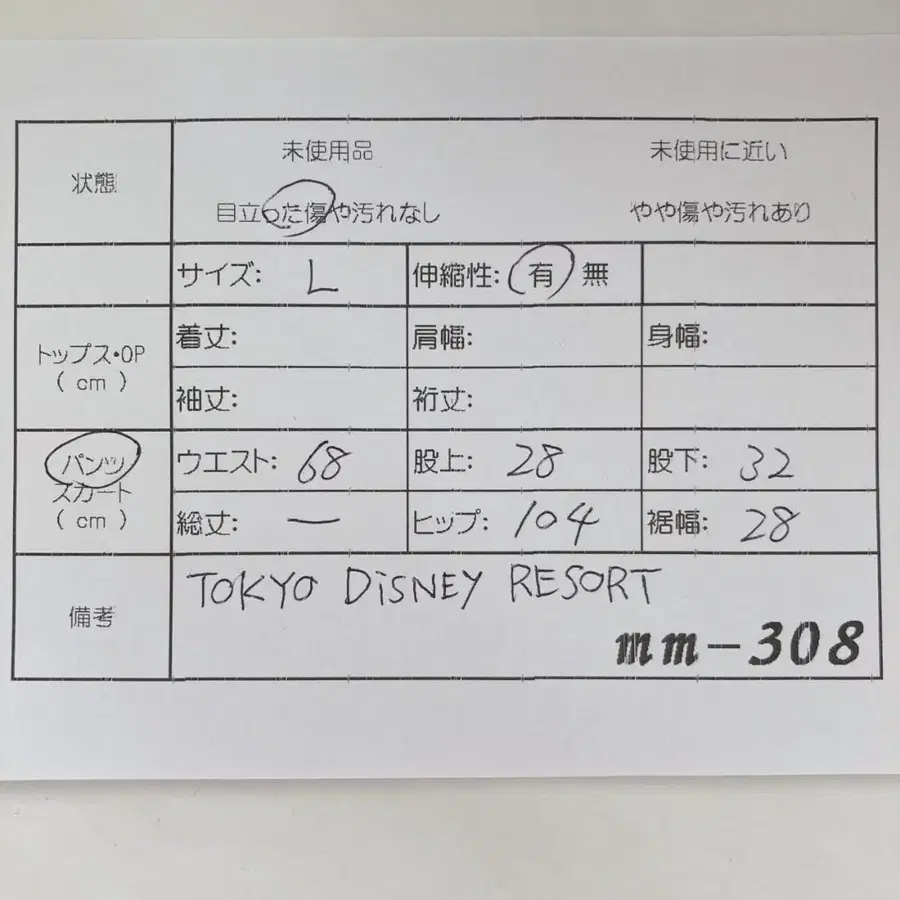 状態
未使用品 未使用に近い
目立った傷や汚れなし やや傷や汚れあり
サイズ: L 伸縮性: 有 無
トップス・OP
( cm )
着丈: 肩幅: 身幅:
袖丈: 裄丈:
パンツ
スカート
( cm )
ウエスト: 68 股上: 28 股下: 32
総丈: ー ヒップ: 104 裾幅: 28
備考
TOKYO DiSNEY RESORT
mm-308